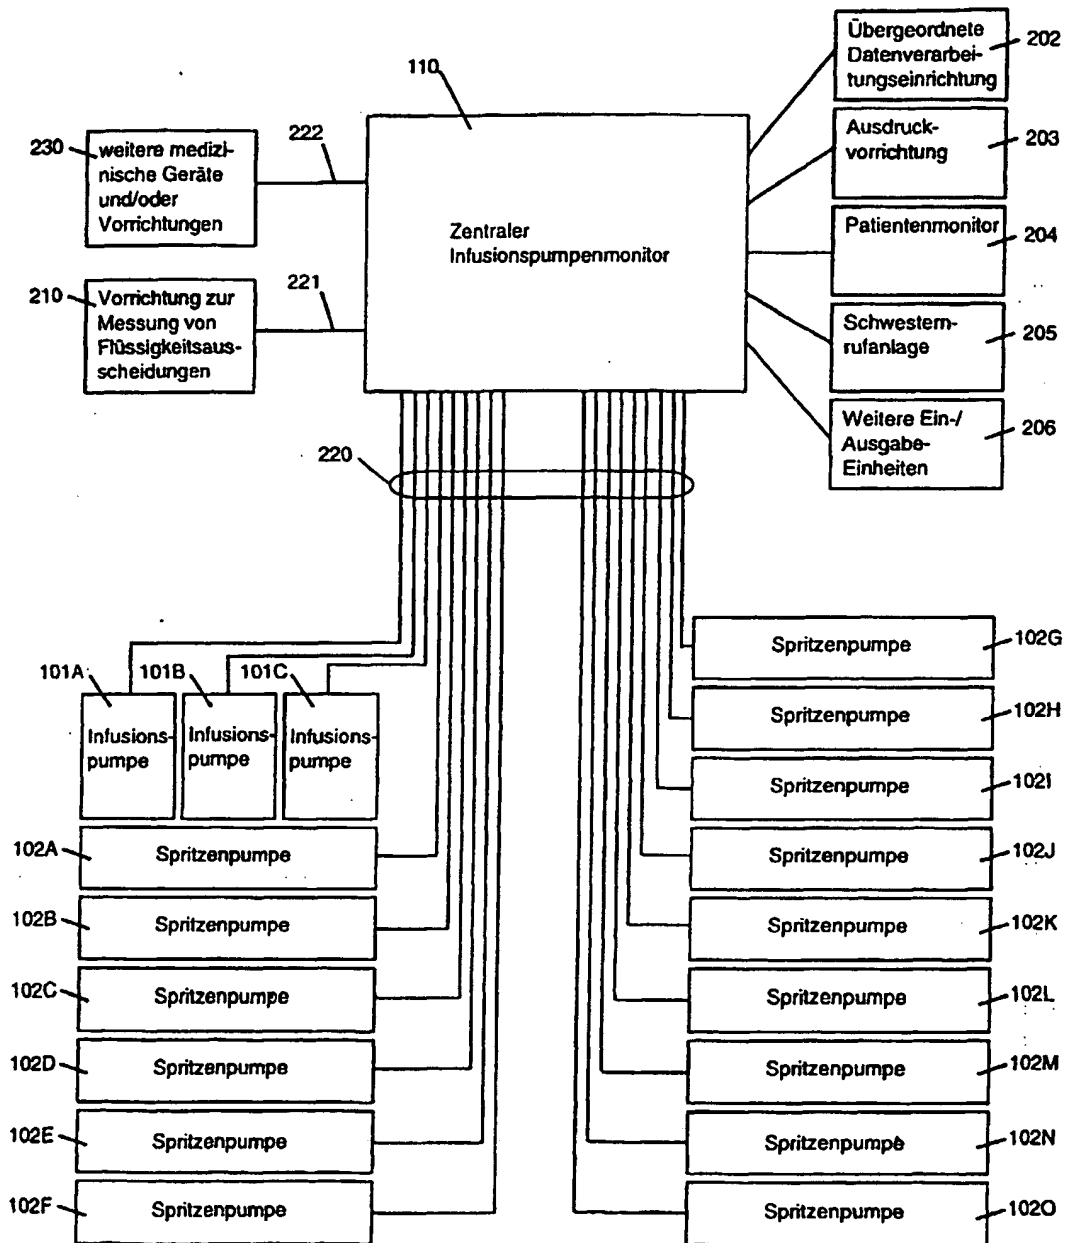 110
Übergeordnete
Datenverarbei-
tungseinrichtung
202
230
weitere medizi-
nische Geräte
und/oder
Vorrichtungen
222
Ausdruck-
vorrichtung
203
Zentraler
Infusionspumpenmonitor
Patientenmonitor
204
210
Vorrichtung zur
Messung von
Flüssigkeitsaus-
scheidungen
221
Schwestern-
rufanlage
205
Weitere Ein-/
Ausgabe-
Einheiten
206
220
101A
101B
101C
Infusions-
pumpe
Infusions-
pumpe
Infusions-
pumpe
102A
Spritzenpumpe
102B
Spritzenpumpe
102C
Spritzenpumpe
102D
Spritzenpumpe
102E
Spritzenpumpe
102F
Spritzenpumpe
Spritzenpumpe
102G
Spritzenpumpe
102H
Spritzenpumpe
102I
Spritzenpumpe
102J
Spritzenpumpe
102K
Spritzenpumpe
102L
Spritzenpumpe
102M
Spritzenpumpe
102N
Spritzenpumpe
102O